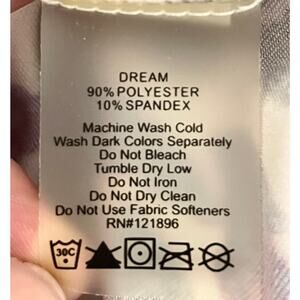 DREAM
90% POLYESTER
10% SPANDEX
Machine Wash Cold
Wash Dark Colors Separately
Do Not Bleach
Tumble Dry Low
Do Not Iron
Do Not Dry Clean
Do Not Use Fabric Softeners
RN#121896
30C